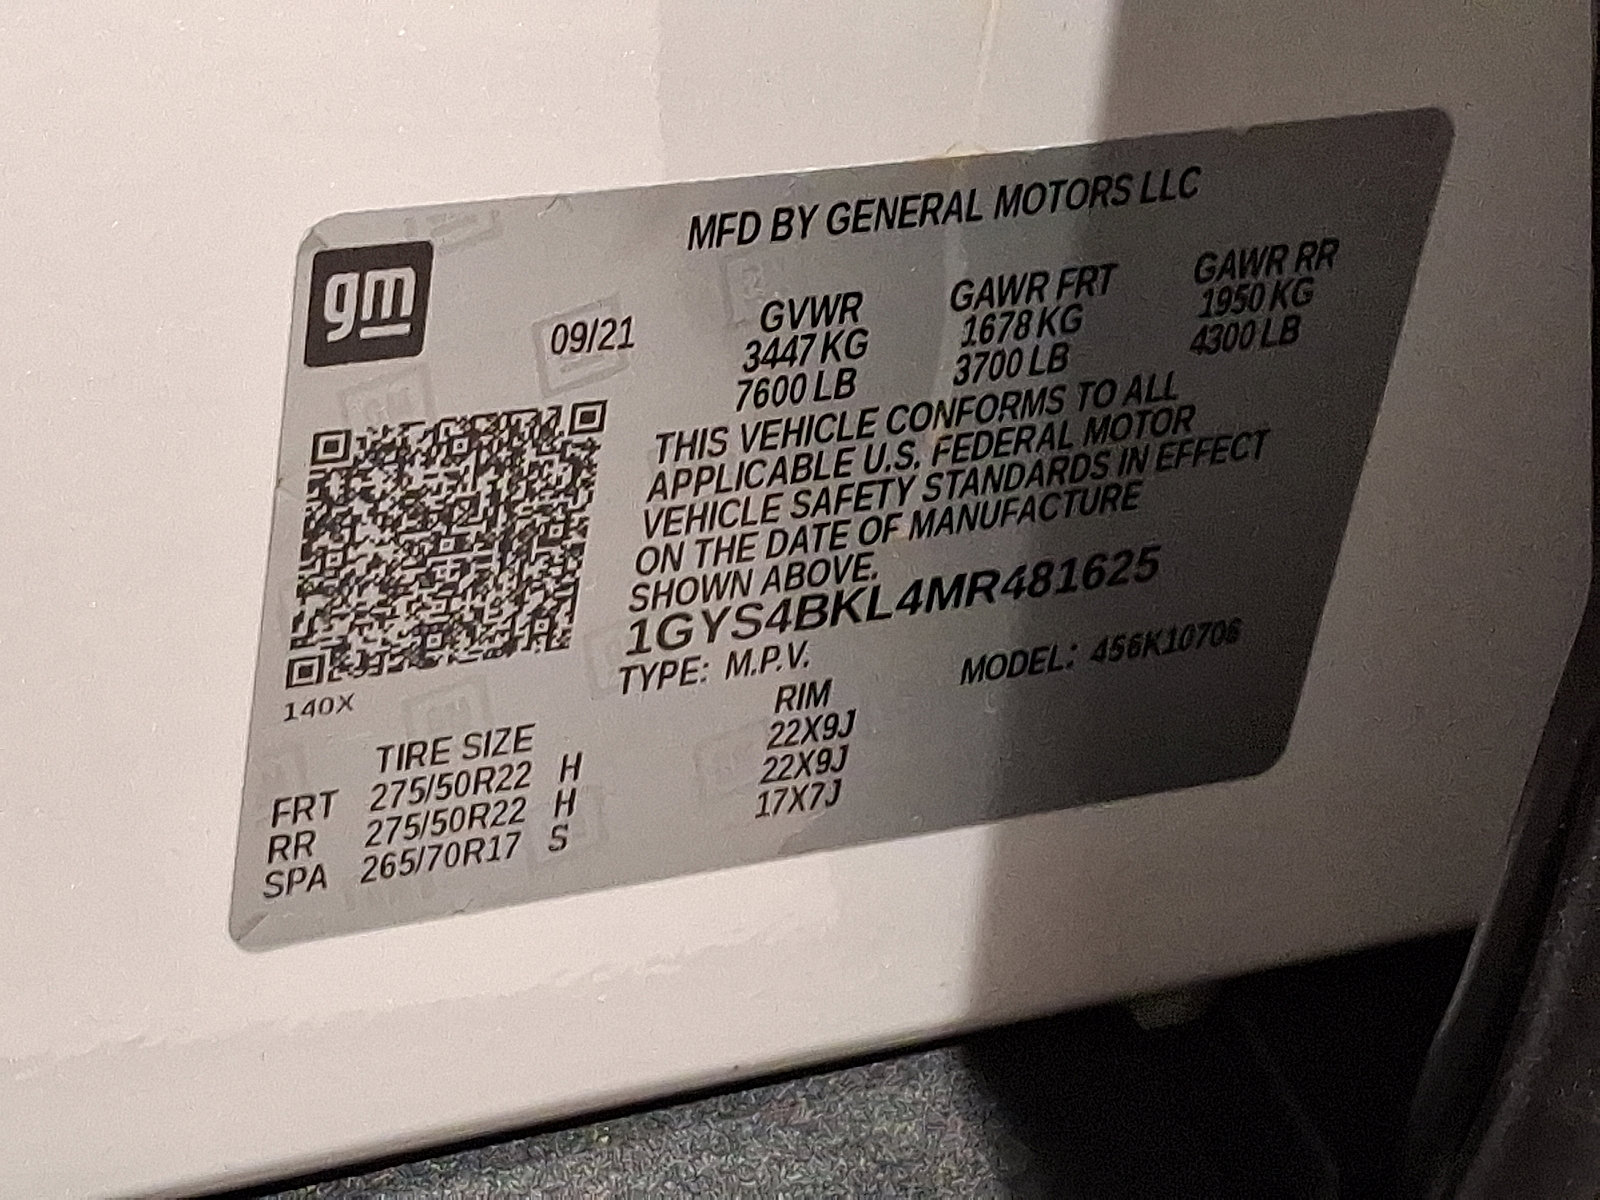 MFD BY GENERAL MOTORS LLC
gm
09/21
GVWR GAWR FRT GAWR RR
3447 KG 1678 KG 1950 KG
7600 LB 3700 LB 4300 LB
THIS VEHICLE CONFORMS TO ALL
APPLICABLE U.S. FEDERAL MOTOR
VEHICLE SAFETY STANDARDS IN EFFECT
ON THE DATE OF MANUFACTURE
SHOWN ABOVE.
1GYS4BKL4MR481625
TYPE: M.P.V. MODEL: 456K10706
140X
TIRE SIZE RIM
FRT 275/50R22 H 22X9J
RR 275/50R22 H 22X9J
SPA 265/70R17 S 17X7J